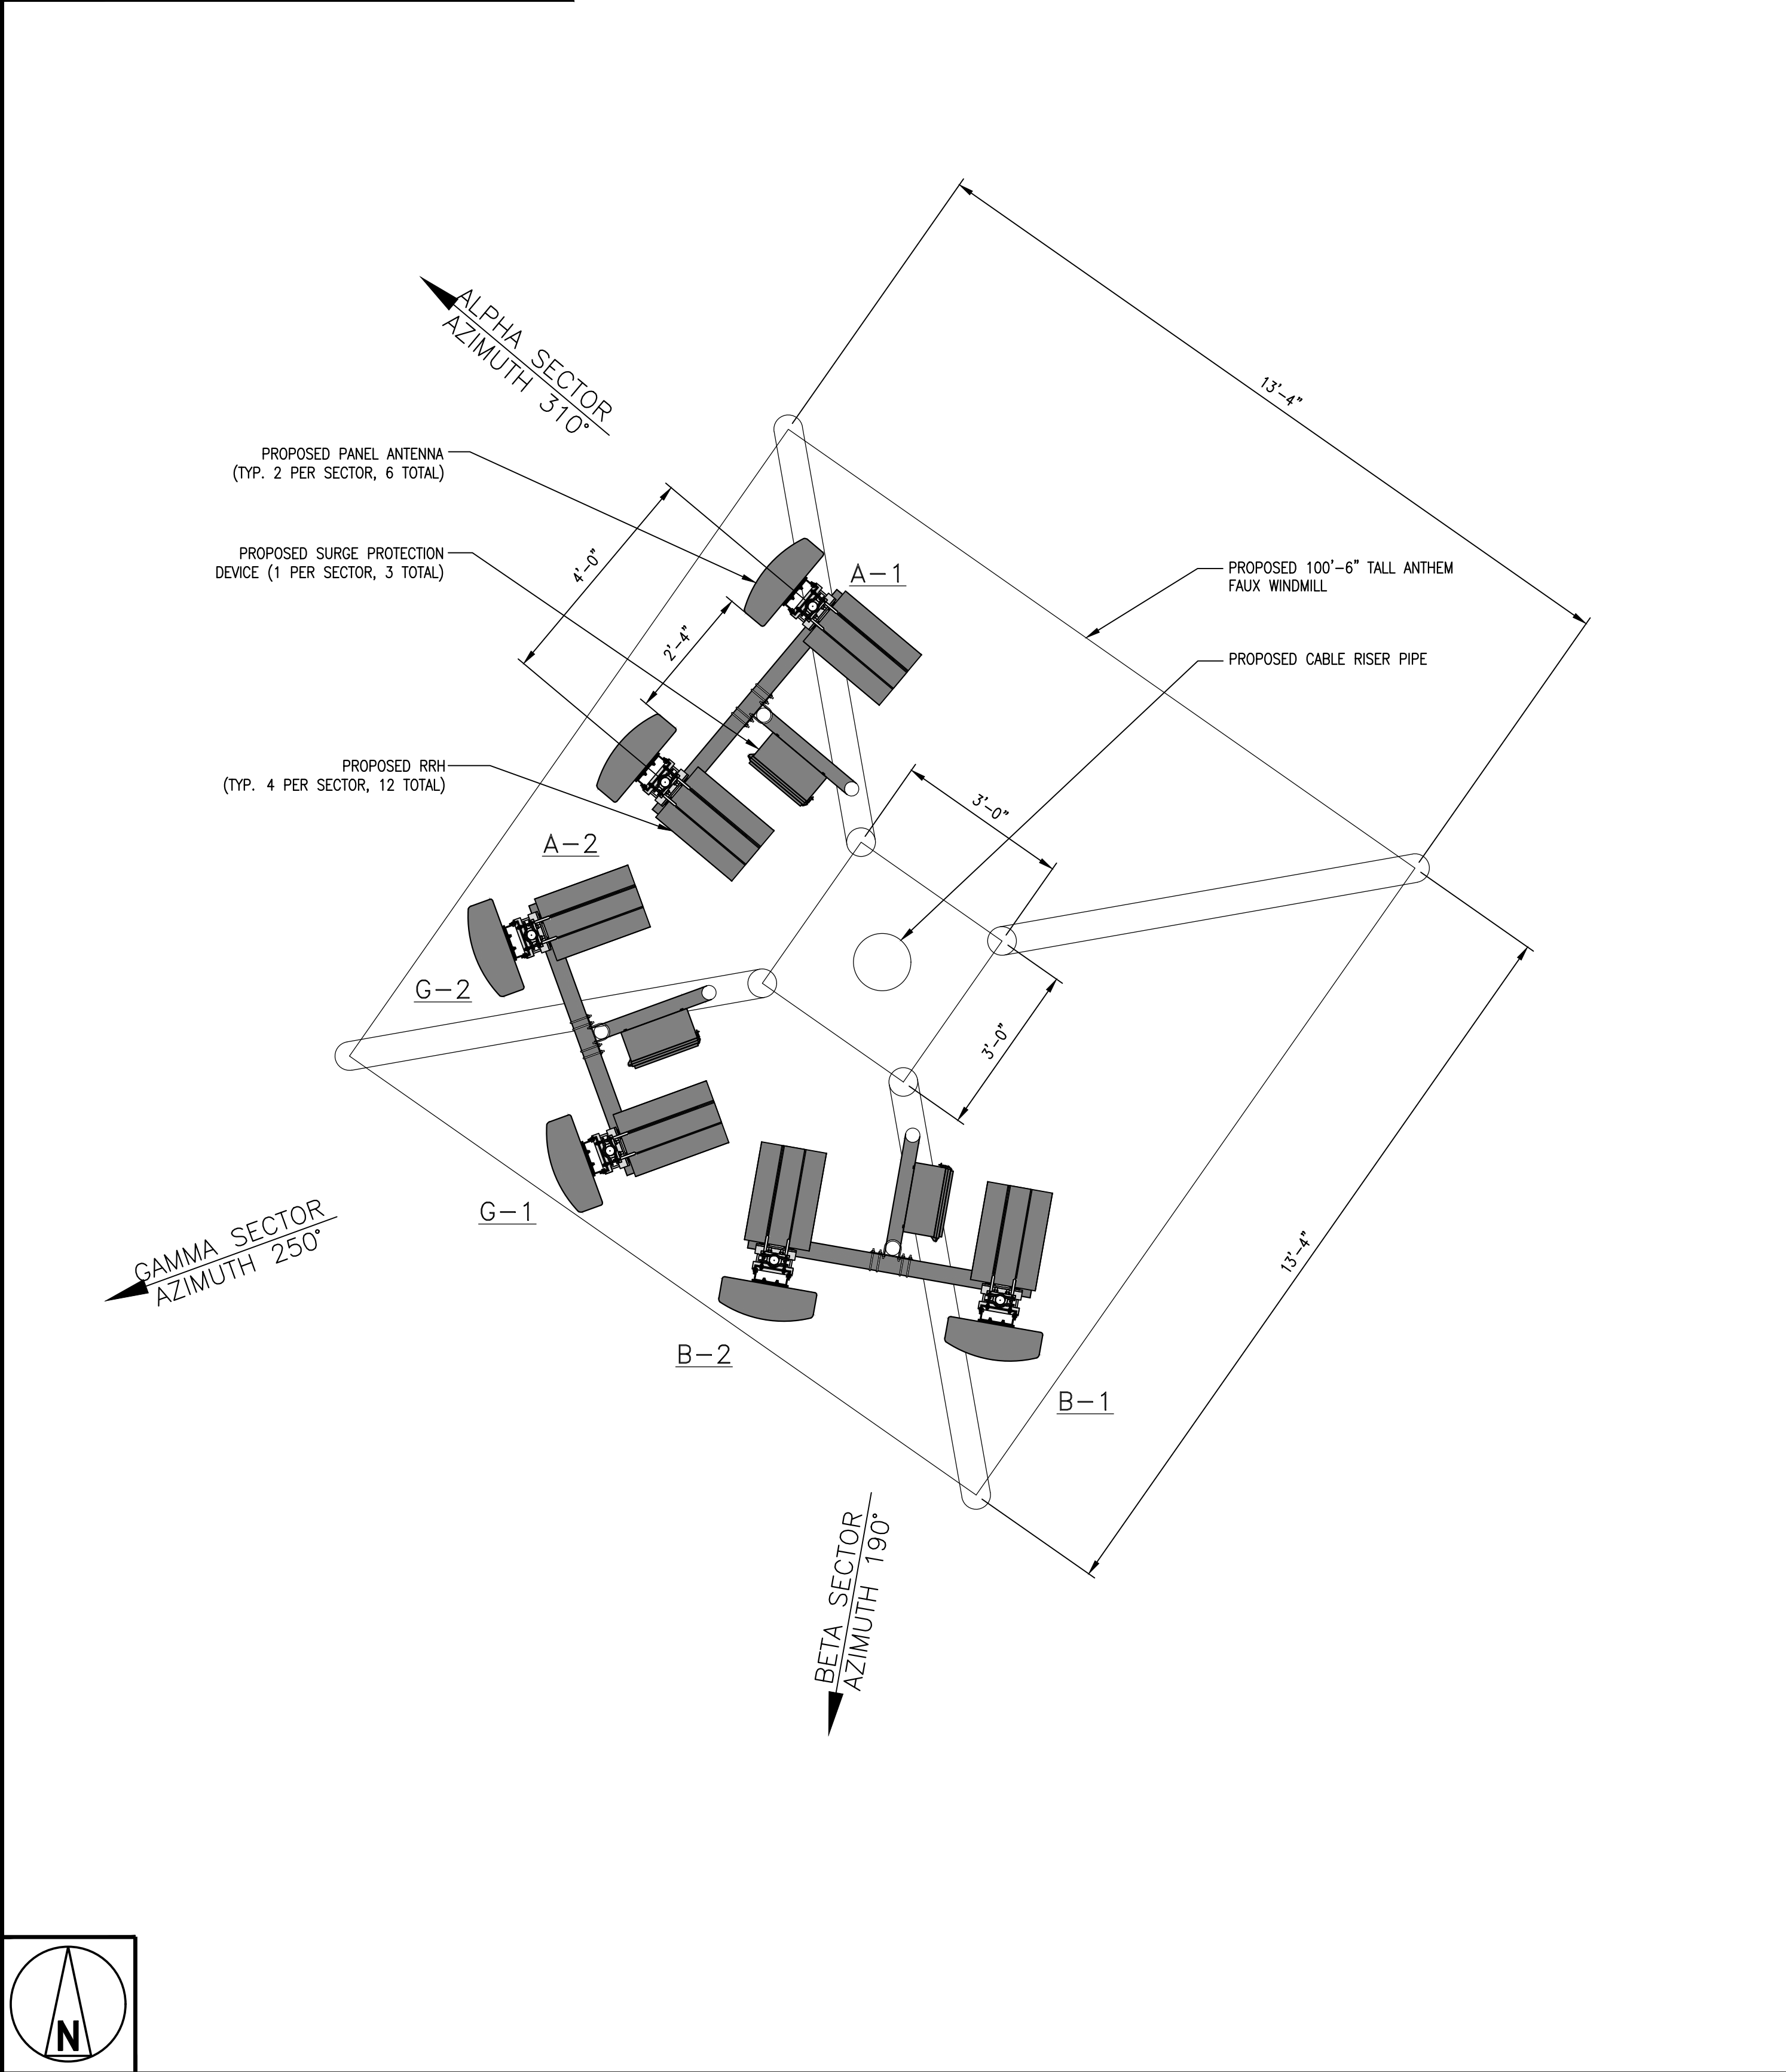 13'-4"
ALPHA SECTOR
AZIMUTH 310°
PROPOSED PANEL ANTENNA
(TYP. 2 PER SECTOR, 6 TOTAL)
4'-0"
PROPOSED SURGE PROTECTION
DEVICE (1 PER SECTOR, 3 TOTAL)
A-1
PROPOSED 100'-6" TALL ANTHEM
FAUX WINDMILL
2'-4"
PROPOSED CABLE RISER PIPE
PROPOSED RRH
(TYP. 4 PER SECTOR, 12 TOTAL)
3'-0"
A-2
G-2
3'-0"
G-1
GAMMA SECTOR
AZIMUTH 250°
13'-4"
B-2
B-1
BETA SECTOR
AZIMUTH 190°
N